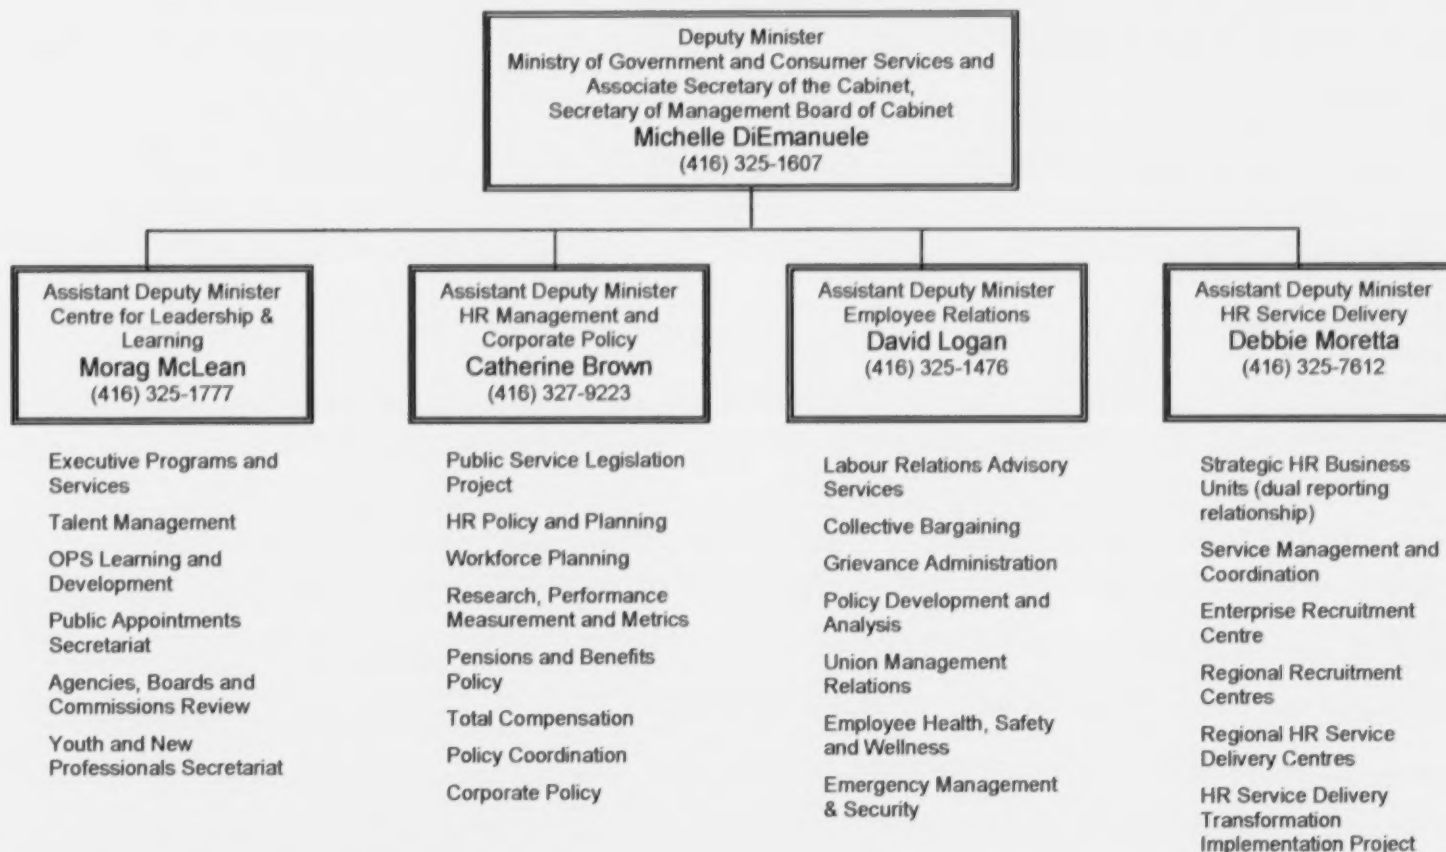 Deputy Minister
Ministry of Government and Consumer Services and
Associate Secretary of the Cabinet,
Secretary of Management Board of Cabinet
Michelle DiEmanuele
(416) 325-1607
Assistant Deputy Minister
Centre for Leadership &
Learning
Morag McLean
(416) 325-1777
Executive Programs and
Services
Talent Management
OPS Learning and
Development
Public Appointments
Secretariat
Agencies, Boards and
Commissions Review
Youth and New
Professionals Secretariat
Assistant Deputy Minister
HR Management and
Corporate Policy
Catherine Brown
(416) 327-9223
Public Service Legislation
Project
HR Policy and Planning
Workforce Planning
Research, Performance
Measurement and Metrics
Pensions and Benefits
Policy
Total Compensation
Policy Coordination
Corporate Policy
Assistant Deputy Minister
Employee Relations
David Logan
(416) 325-1476
Labour Relations Advisory
Services
Collective Bargaining
Grievance Administration
Policy Development and
Analysis
Union Management
Relations
Employee Health, Safety
and Wellness
Emergency Management
& Security
Assistant Deputy Minister
HR Service Delivery
Debbie Moretta
(416) 325-7612
Strategic HR Business
Units (dual reporting
relationship)
Service Management and
Coordination
Enterprise Recruitment
Centre
Regional Recruitment
Centres
Regional HR Service
Delivery Centres
HR Service Delivery
Transformation
Implementation Project